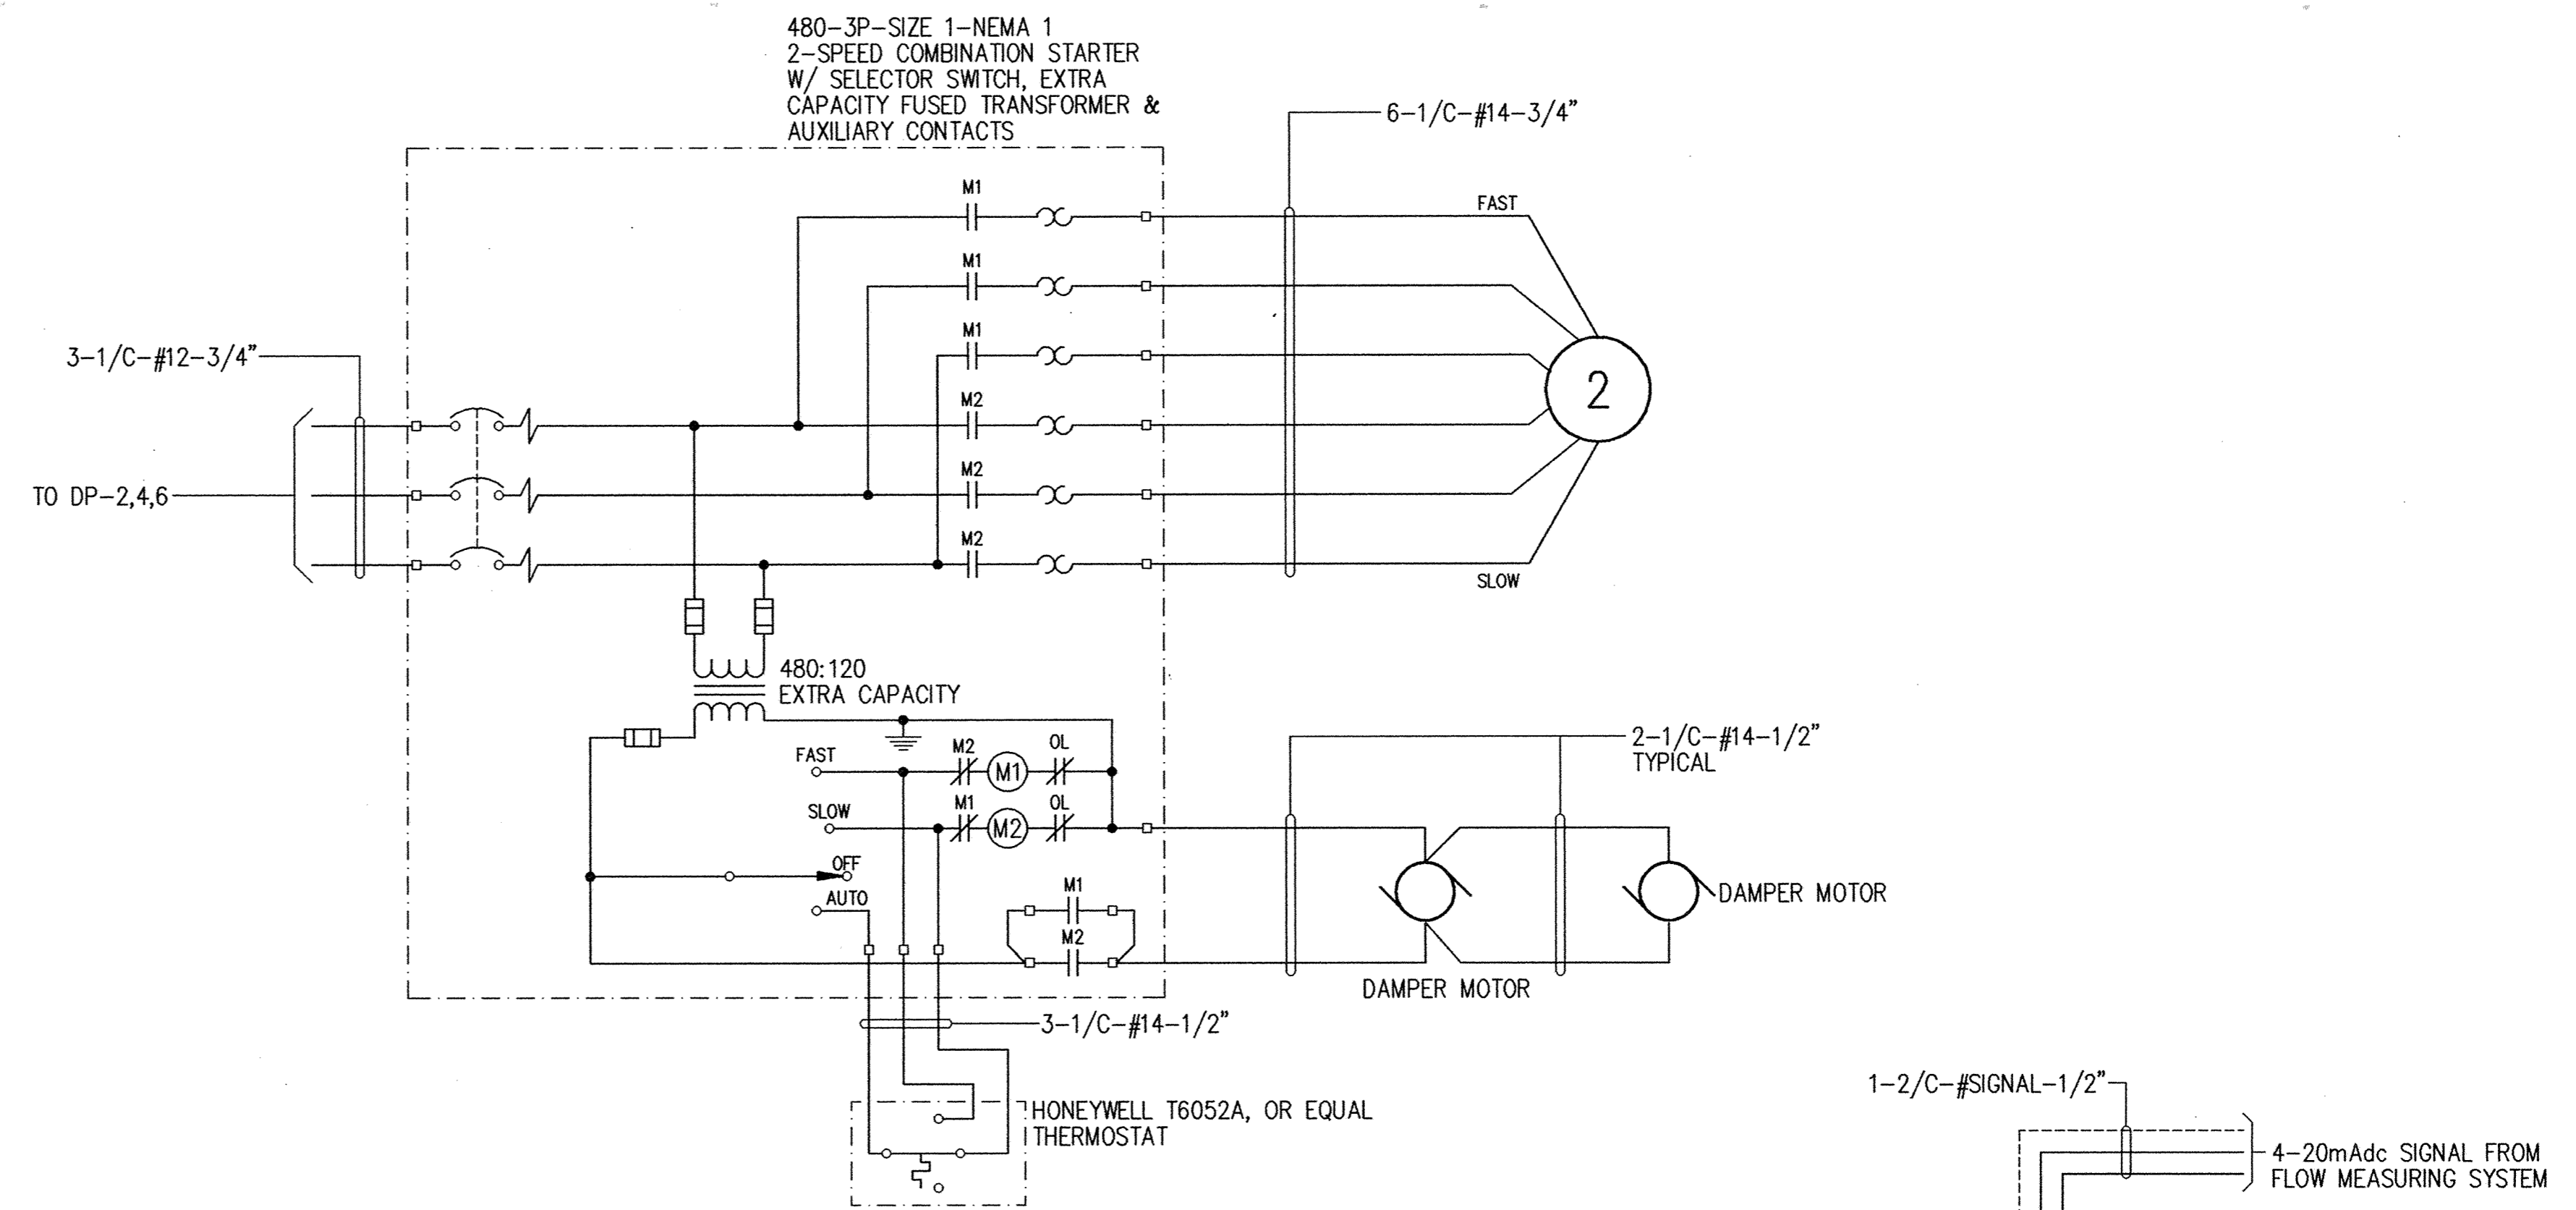 480-3P-SIZE 1-NEMA 1
2-SPEED COMBINATION STARTER
W/ SELECTOR SWITCH, EXTRA
CAPACITY FUSED TRANSFORMER &
AUXILIARY CONTACTS
6-1/C-#14-3/4"
M1
FAST
M1
M1
3-1/C-#12-3/4"
2
M2
M2
TO DP-2,4,6
M2
SLOW
480:120
EXTRA CAPACITY
2-1/C-#14-1/2"
TYPICAL
FAST
M2
OL
M1
SLOW
M1
OL
M2
OFF
AUTO
M1
M2
DAMPER MOTOR
DAMPER MOTOR
3-1/C-#14-1/2"
HONEYWELL T6052A, OR EQUAL
THERMOSTAT
1-2/C-#SIGNAL-1/2"
4-20mAdc SIGNAL FROM
FLOW MEASURING SYSTEM